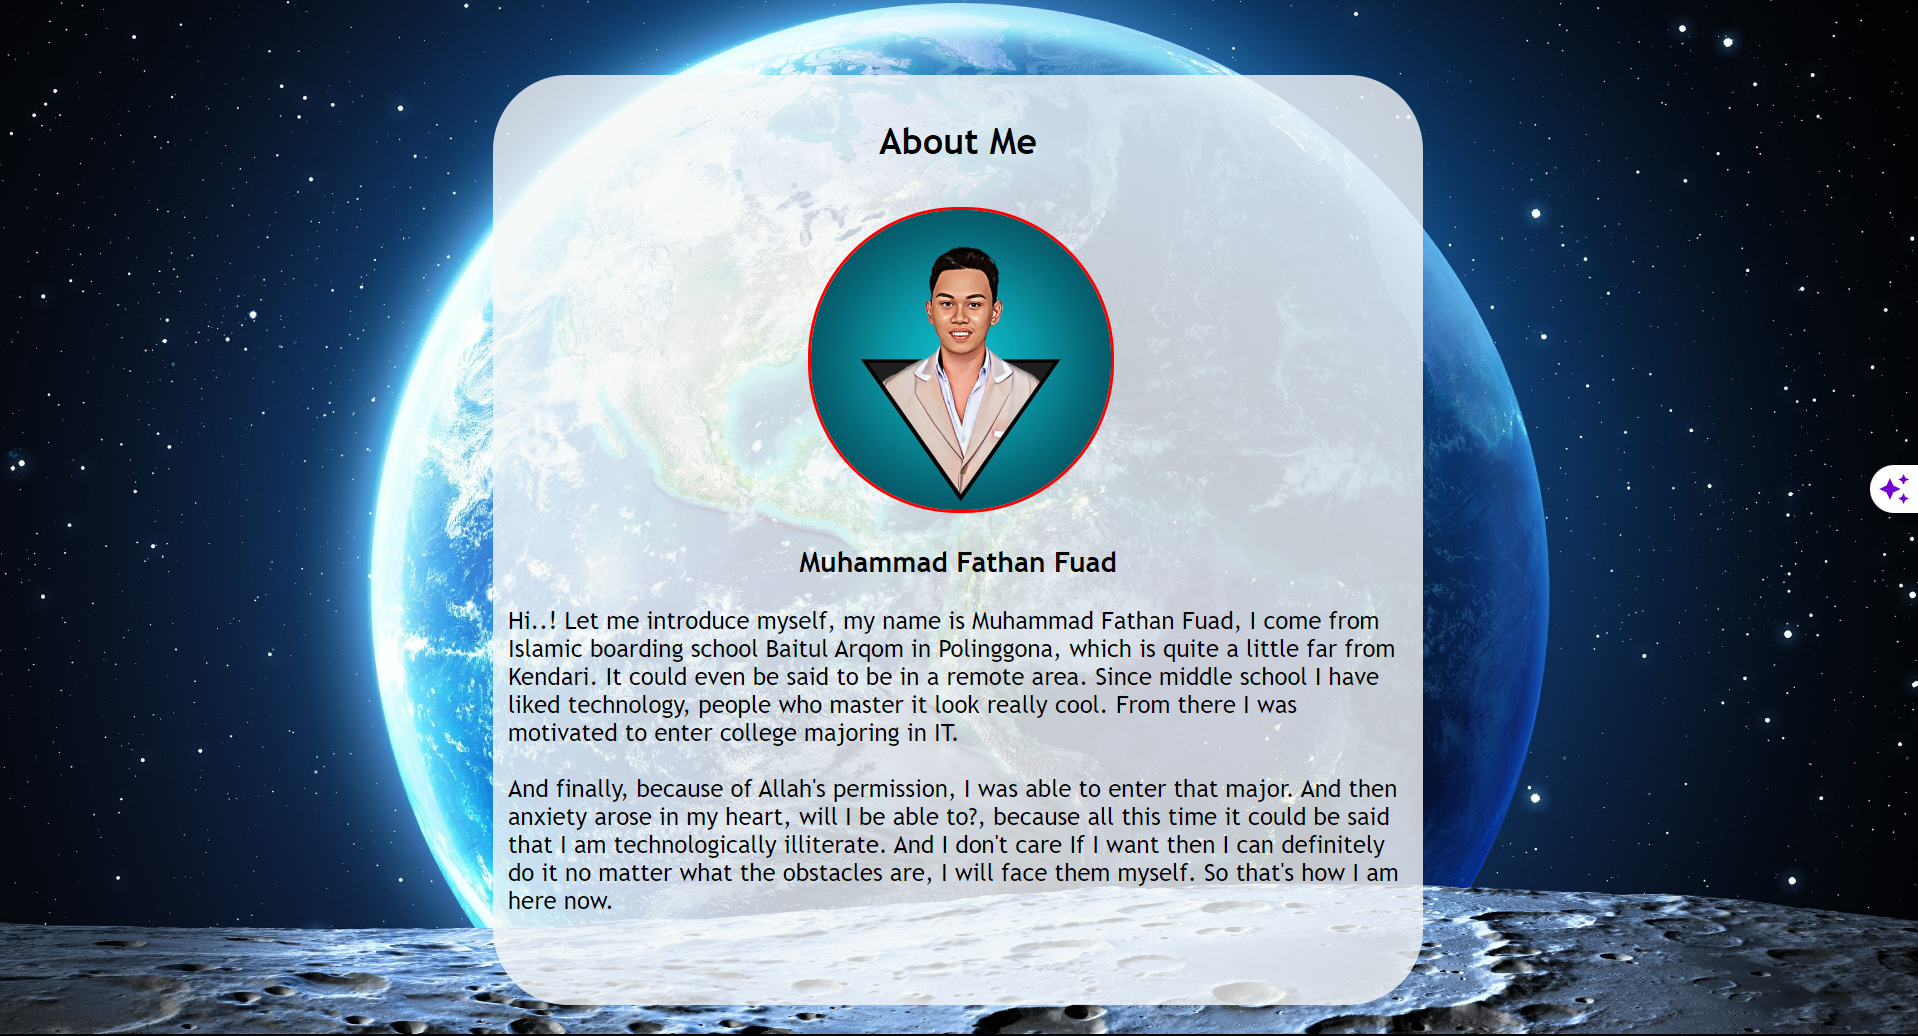 About Me
Muhammad Fathan Fuad
Hi..! Let me introduce myself, my name is Muhammad Fathan Fuad, I come from
Islamic boarding school Baitul Arqom in Polinggona, which is quite a little far from
Kendari. It could even be said to be in a remote area. Since middle school I have
liked technology, people who master it look really cool. From there I was
motivated to enter college majoring in IT.
And finally, because of Allah's permission, I was able to enter that major. And then
anxiety arose in my heart, will I be able to?, because all this time it could be said
that I am technologically illiterate. And I don't care If I want then I can definitely
do it no matter what the obstacles are, I will face them myself. So that's how I am
here now.